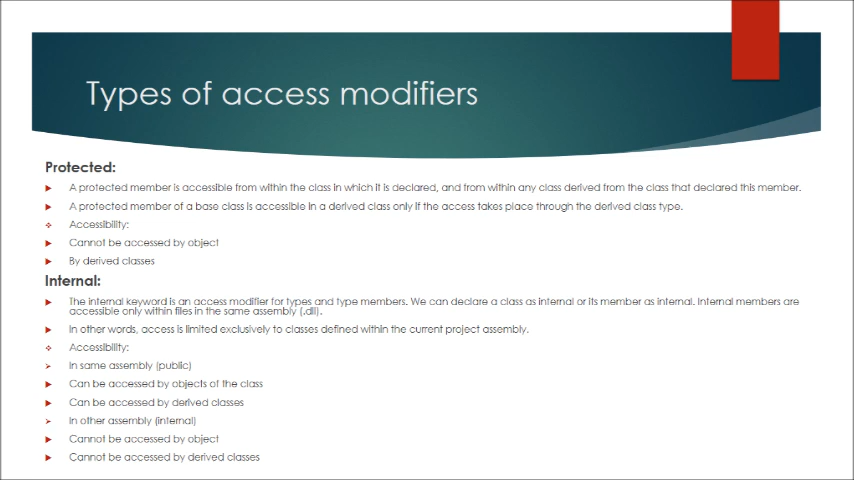 Types of access modifiers
Protected:
A protected member is accessible from within the class in which it is declared, and from within any class derived from the class that declared this member.
A protected member of a base class is accessible in a derived class only if the access takes place through the derived class type.
Accessibility:
Cannot be accessed by object
By derived classes
Internal:
The internal keyword is an access modifier for types and type members. We can declare a class as internal or its member as internal. Internal members are
accessible only within files in the same assembly (.dll).
In other words, access is limited exclusively to classes defined within the current project assembly.
Accessibility:
In same assembly (public)
Can be accessed by objects of the class
Can be accessed by derived classes
In other assembly (internal)
Cannot be accessed by object
Cannot be accessed by derived classes